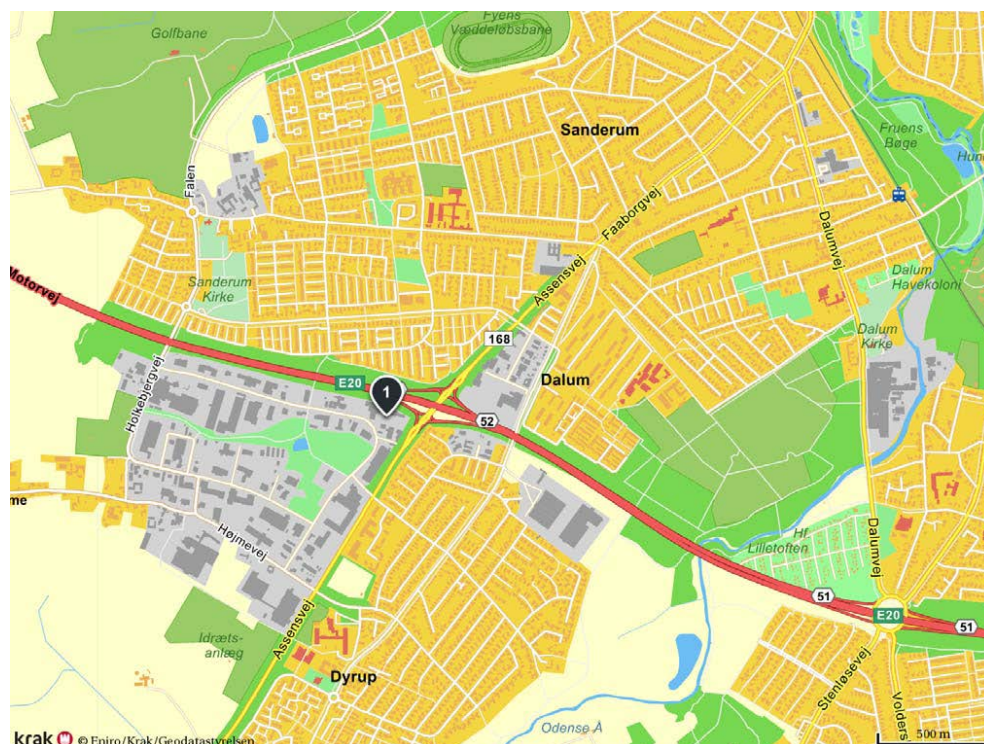 Golfbane
Fyens
Væddeløbsbane
Sanderum
Fruens
Bøge
Falen
Faaborgvej
Dalumvej
Motorvej
Sanderum
Kirke
Assensvej
Dalum
Havekoloni
168
Dalum
Kirke
E20
1
Dalum
52
Holkebjergvej
Højmevej
Hf.
Lilletoften
Dalumvej
51
E20
51
Assensvej
Idræts-
anlæg
Dyrup
Stenløsevej
Volders
Odense Å
500 m
krak © Eniro/Krak/Geodatastyrelsen